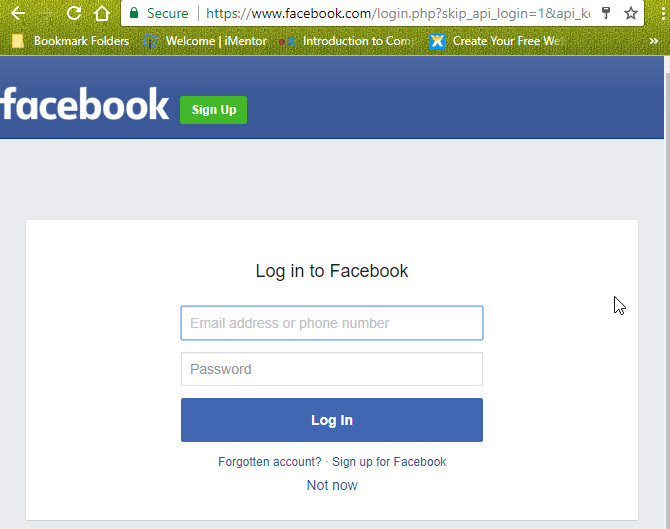 Secure https://www.facebook.com/login.php?skip_api_login=1&api_k
Bookmark Folders Welcome | iMentor Introduction to Com Create Your Free We »
facebook Sign Up
Log in to Facebook
Email address or phone number
Password
Log In
Forgotten account? · Sign up for Facebook
Not now